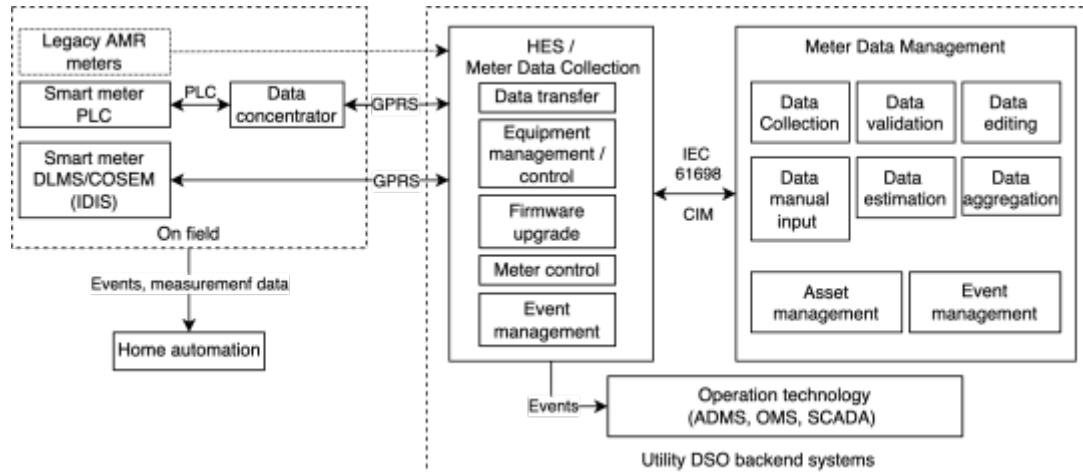 Legacy AMR
meters
Smart meter
PLC
PLC
Data
concentrator
GPRS
Smart meter
DLMS/COSEM
(IDIS)
GPRS
On field
Events, measuremenf data
Home automation
HES /
Meter Data Collection
Data transfer
Equipment
management /
control
Firmware
upgrade
Meter control
Event
management
IEC
61698
CIM
Meter Data Management
Data
Collection
Data
validation
Data
editing
Data
manual
input
Data
estimation
Data
aggregation
Asset
management
Event
management
Events
Operation technology
(ADMS, OMS, SCADA)
Utility DSO backend systems